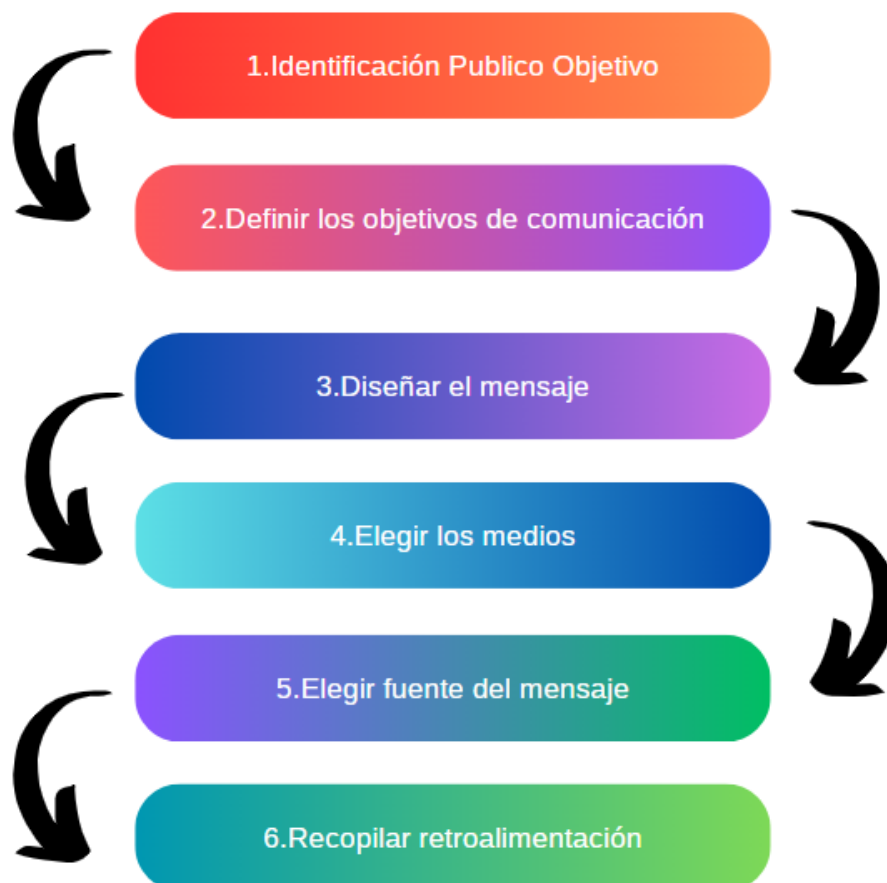 1.Identificación Publico Objetivo
2.Definir los objetivos de comunicación
3.Diseñar el mensaje
4.Elegir los medios
5.Elegir fuente del mensaje
6.Recopilar retroalimentación